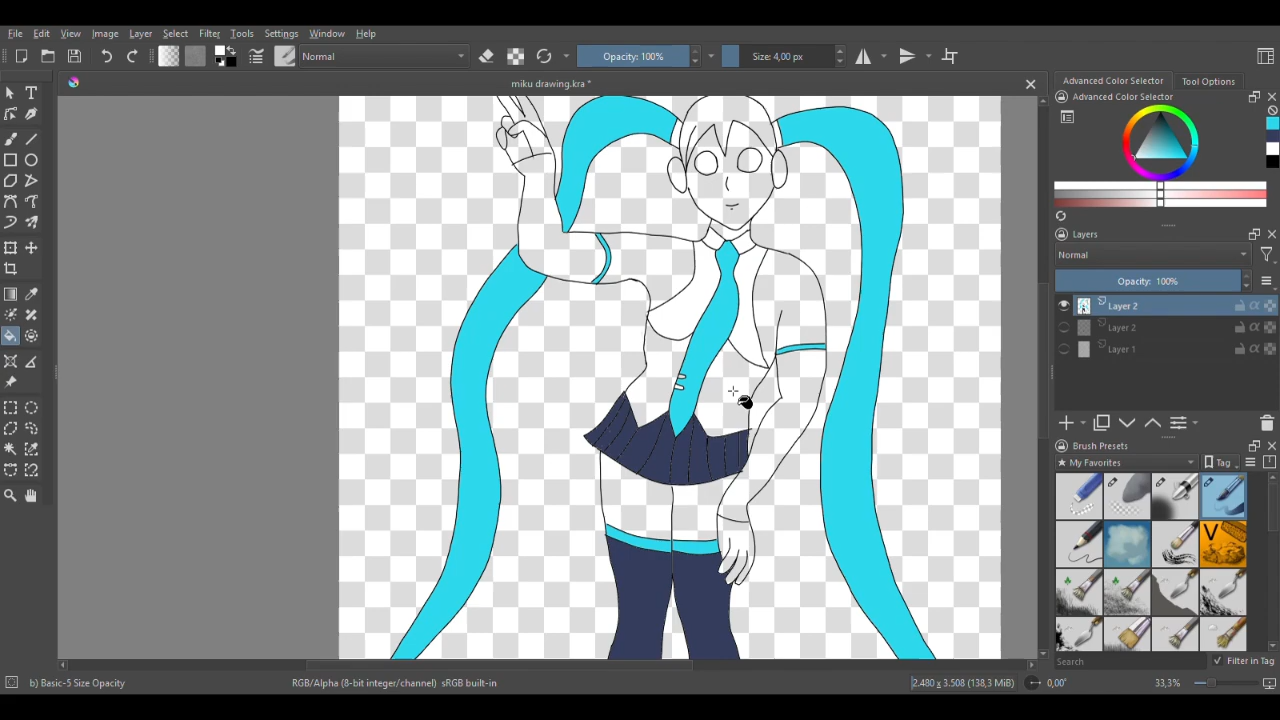 File Edit View Image Layer Select Filter Tools Settings Window Help
Normal Opacity: 100% Size: 4,00 px
miku drawing.kra *
Advanced Color Selector Tool Options
Advanced Color Selector
Layers
Normal
Opacity: 100%
Layer 2
Layer 2
Layer 1
Brush Presets
★ My Favorites Tag
V
Search Filter in Tag
b) Basic-5 Size Opacity RGB/Alpha (8-bit integer/channel) sRGB built-in 2.480 x 3.508 (138,3 MiB) 0,00° 33,3%